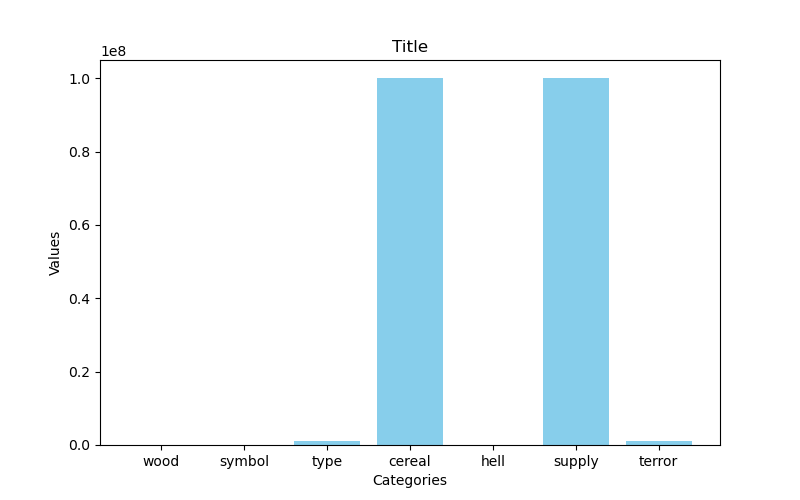 Title
1e8
1.0
0.8
0.6
0.4
0.2
0.0
Values
wood symbol type cereal hell supply terror
Categories